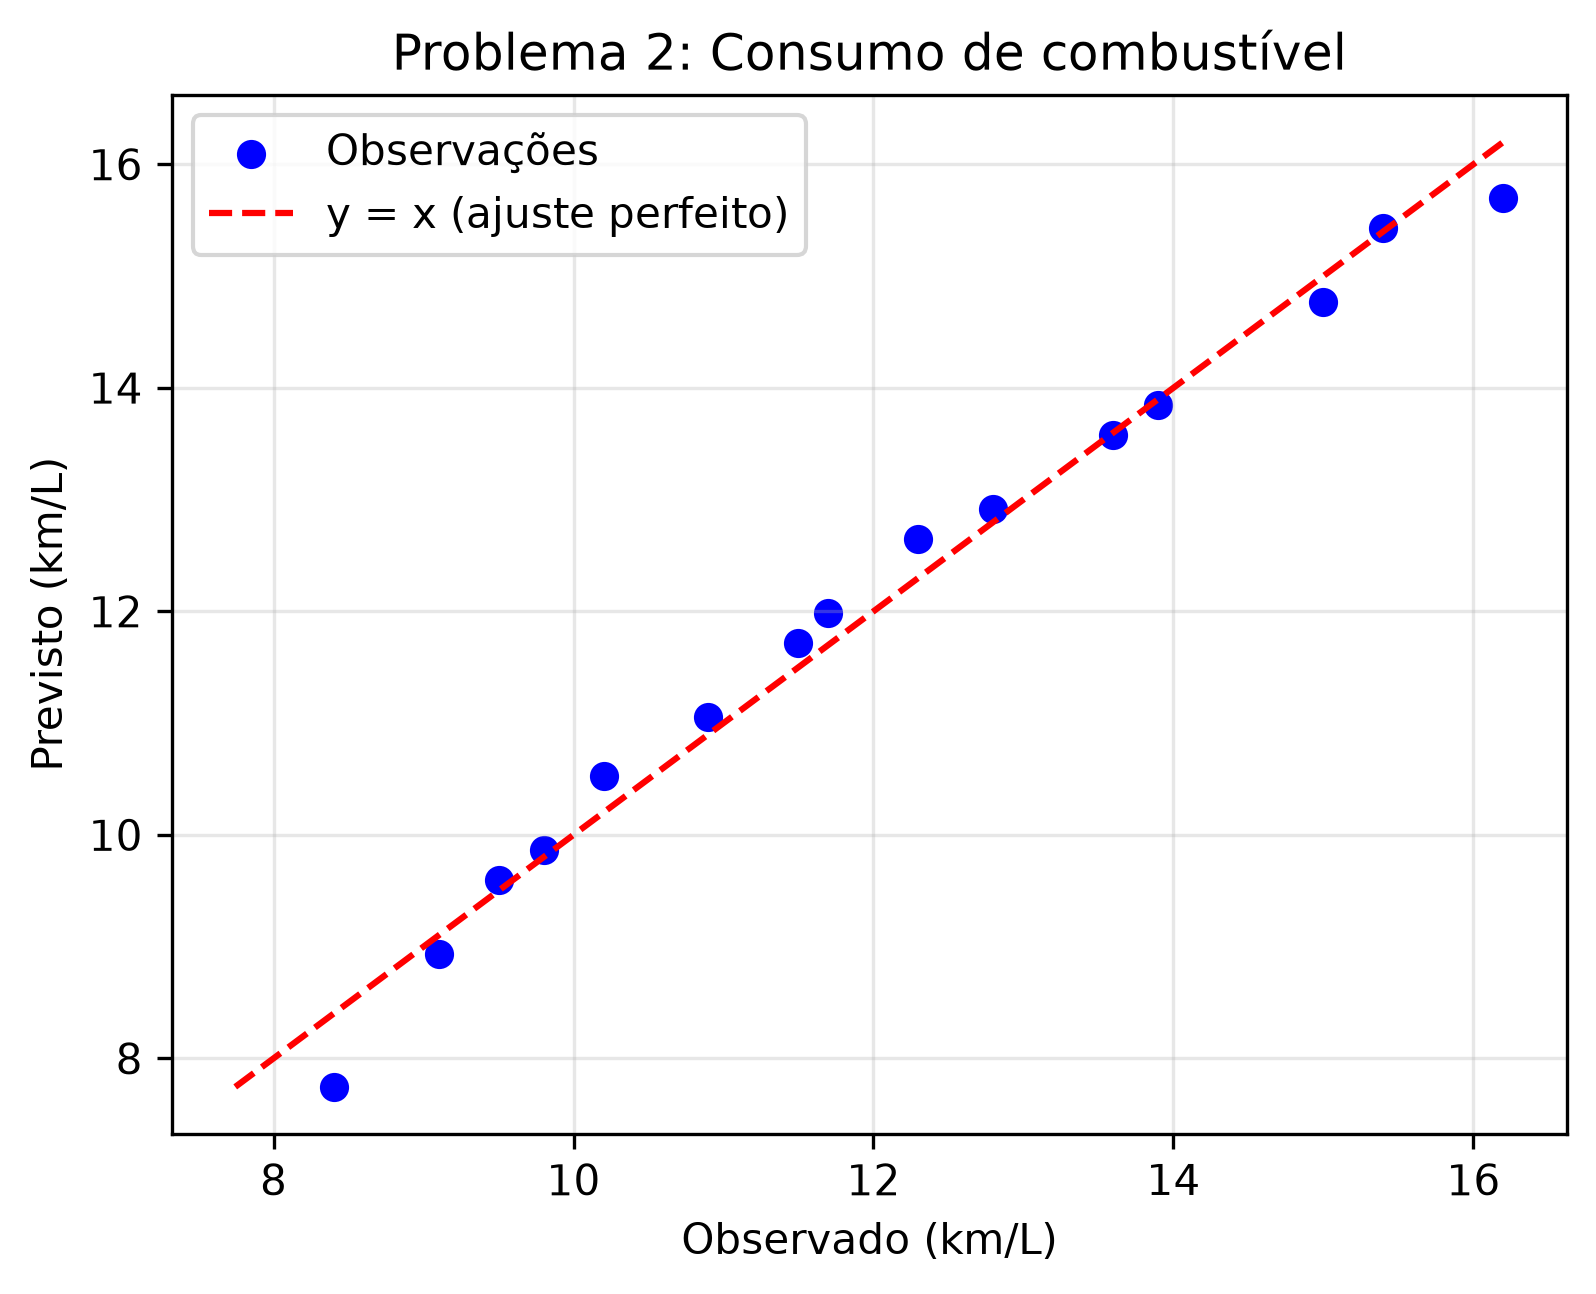 Problema 2: Consumo de combustível
Observações
y = x (ajuste perfeito)
Previsto (km/L)
16
14
12
10
8
8 10 12 14 16
Observado (km/L)